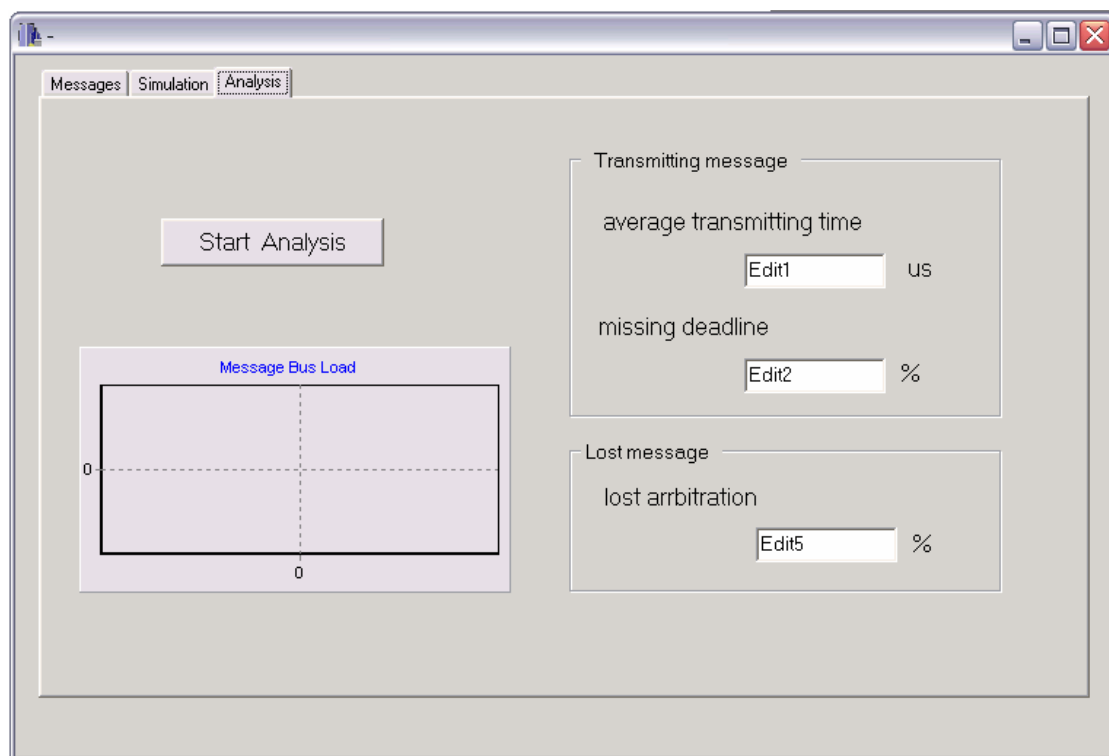 -
Messages Simulation Analysis
Start Analysis
Message Bus Load
0
0
Transmitting message
average transmitting time
Edit1 us
missing deadline
Edit2 %
Lost message
lost arrbitration
Edit5 %